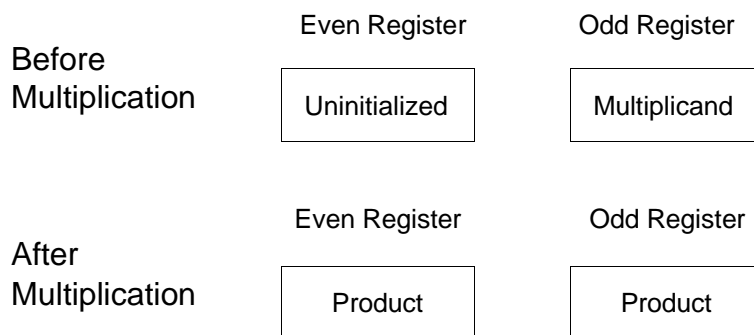 Even Register Odd Register
Before
Multiplication
Uninitialized Multiplicand
Even Register Odd Register
After
Multiplication
Product Product